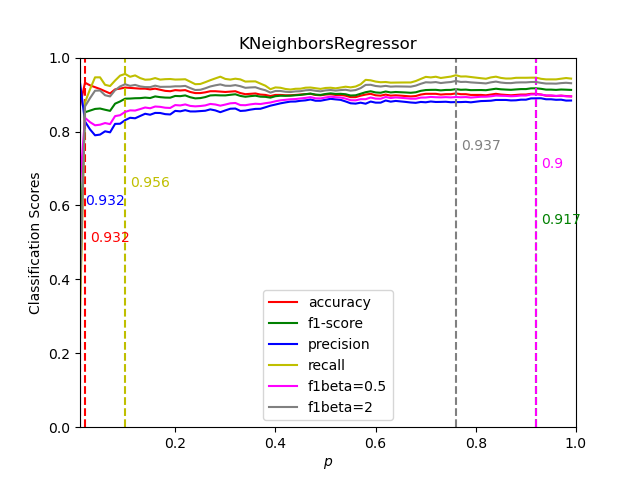 KNeighborsRegressor
Classification Scores
1.0
0.8
0.6
0.4
0.2
0.0
0.937
0.9
0.956
0.932
0.917
0.932
accuracy
f1-score
precision
recall
f1beta=0.5
f1beta=2
0.2 0.4 0.6 0.8 1.0
p